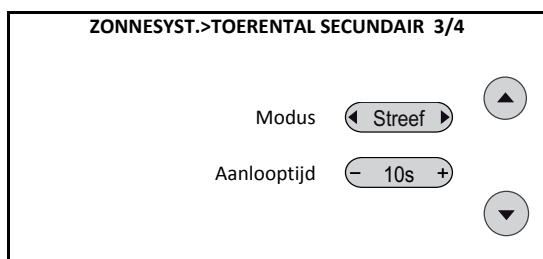 ZONNESYST.>TOERENTAL SECUNDAIR 3/4
Modus Streef
Aanlooptijd - 10s +